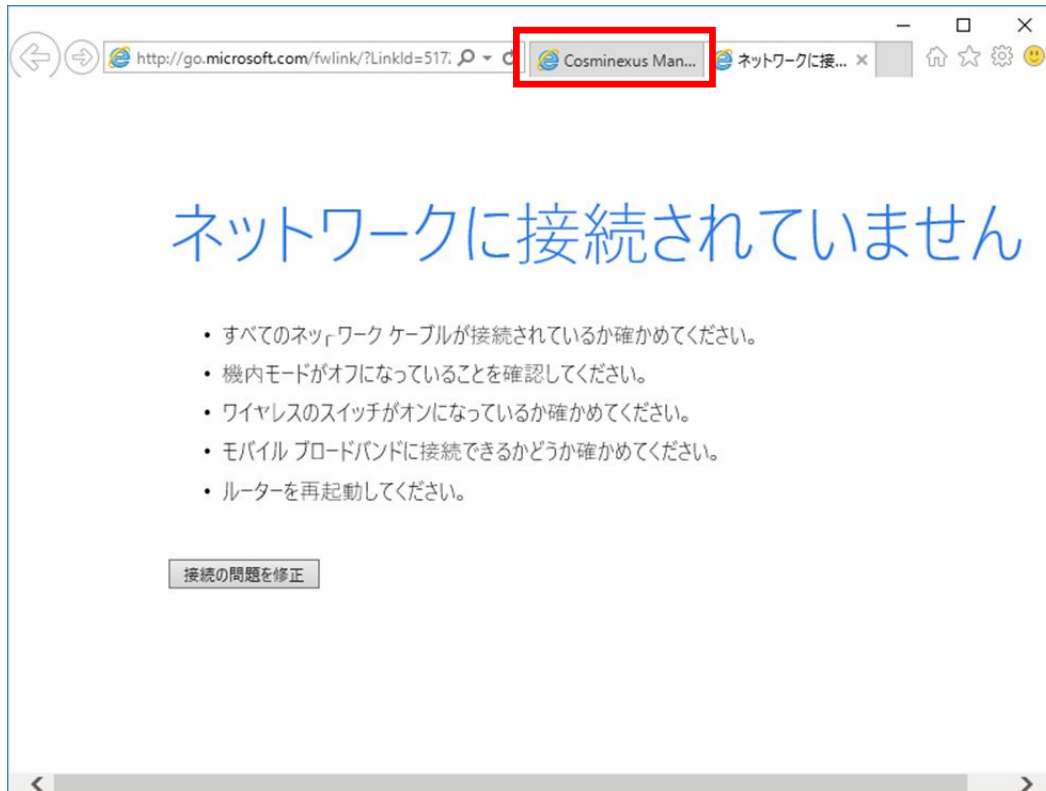 http://go.microsoft.com/fwlink/?LinkId=517
Cosminexus Man...
ネットワークに接...
ネットワークに接続されていません
• すべてのネットワーク ケーブルが接続されているか確かめてください。
• 機内モードがオフになっていることを確認してください。
• ワイヤレスのスイッチがオンになっているか確かめてください。
• モバイル ブロードバンドに接続できるかどうか確かめてください。
• ルーターを再起動してください。
接続の問題を修正